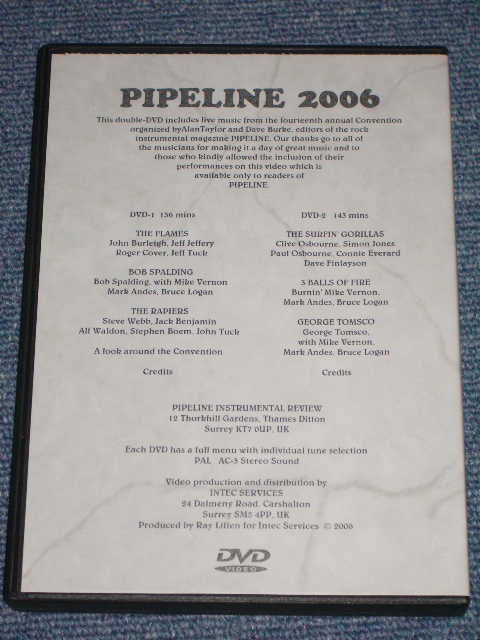 PIPELINE 2006
This double-DVD includes live music from the fourteenth annual Convention
organized byAlanTaylor and Dave Burke, editors of the rock
instrumental magazine PIPELINE. Our thanks go to all of
the musicians for making it a day of great music and to
those who kindly allowed the inclusion of their
performances on this video which is
available only to readers of
PIPELINE.
DVD-1 156 mins
THE FLAMES
John Burleigh, Jeff Jeffery
Roger Cover, Jeff Tuck
BOB SPALDING
Bob Spalding, with Mike Vernon
Mark Andes, Bruce Logan
THE RAPIERS
Steve Webb, Jack Benjamin
Alf Waldon, Stephen Boem, John Tuck
A look around the Convention
Credits
DVD-2 143 mins
THE SURFIN' GORILLAS
Clive Osbourne, Simon Jones
Paul Osbourne, Connie Everard
Dave Finlayson
3 BALLS OF FIRE
Burnin' Mike Vernon,
Mark Andes, Bruce Logan
GEORGE TOMSCO
George Tomsco,
with Mike Vernon,
Mark Andes, Bruce Logan
Credits
PIPELINE INSTRUMENTAL REVIEW
12 Thorkhill Gardens, Thames Ditton
Surrey KT7 0UP, UK
Each DVD has a full menu with individual tune selection
PAL AC-3 Stereo Sound
Video production and distribution by
INTEC SERVICES
24 Dalmeny Road, Carshalton
Surrey SM5 4PP, UK
Produced by Ray Liffen for Intec Services © 2006
DVD
VIDEO